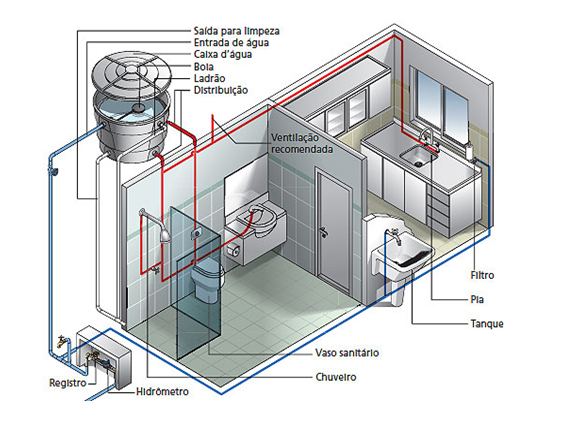 Saída para limpeza
Entrada de água
Caixa d'água
Boia
Ladrão
Distribuição
Ventilação
recomendada
Filtro
Pia
Tanque
Vaso sanitário
Chuveiro
Registro
Hidrômetro